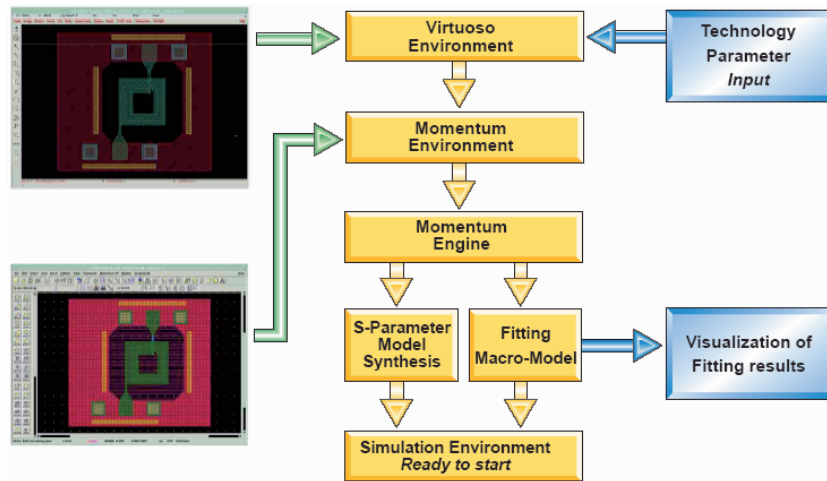 Virtuoso
Environment
Technology
Parameter
Input
Momentum
Environment
Momentum
Engine
S-Parameter
Model
Synthesis
Fitting
Macro-Model
Visualization of
Fitting results
Simulation Environment
Ready to start